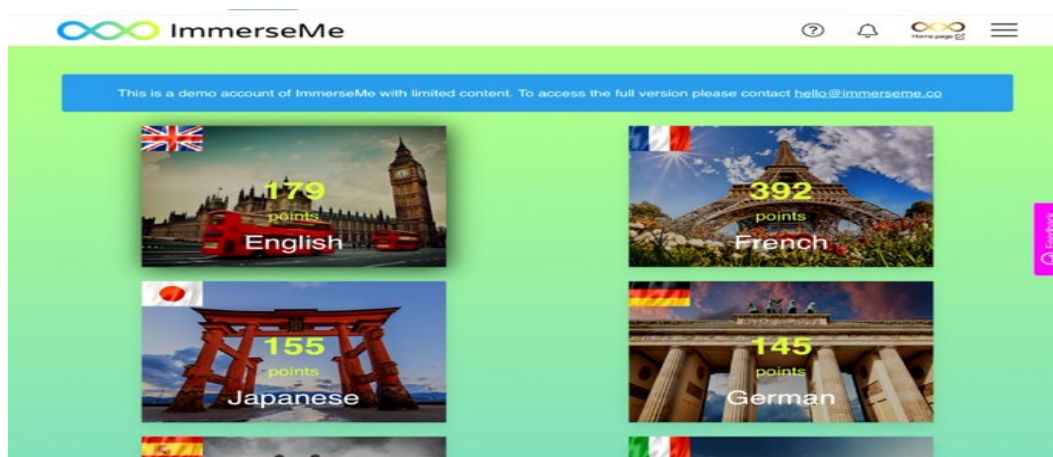 ImmerseMe
Home page
This is a demo account of ImmerseMe with limited content. To access the full version please contact hello@immerseme.co
179
points
English
392
points
French
Feedback
155
points
Japanese
145
points
German